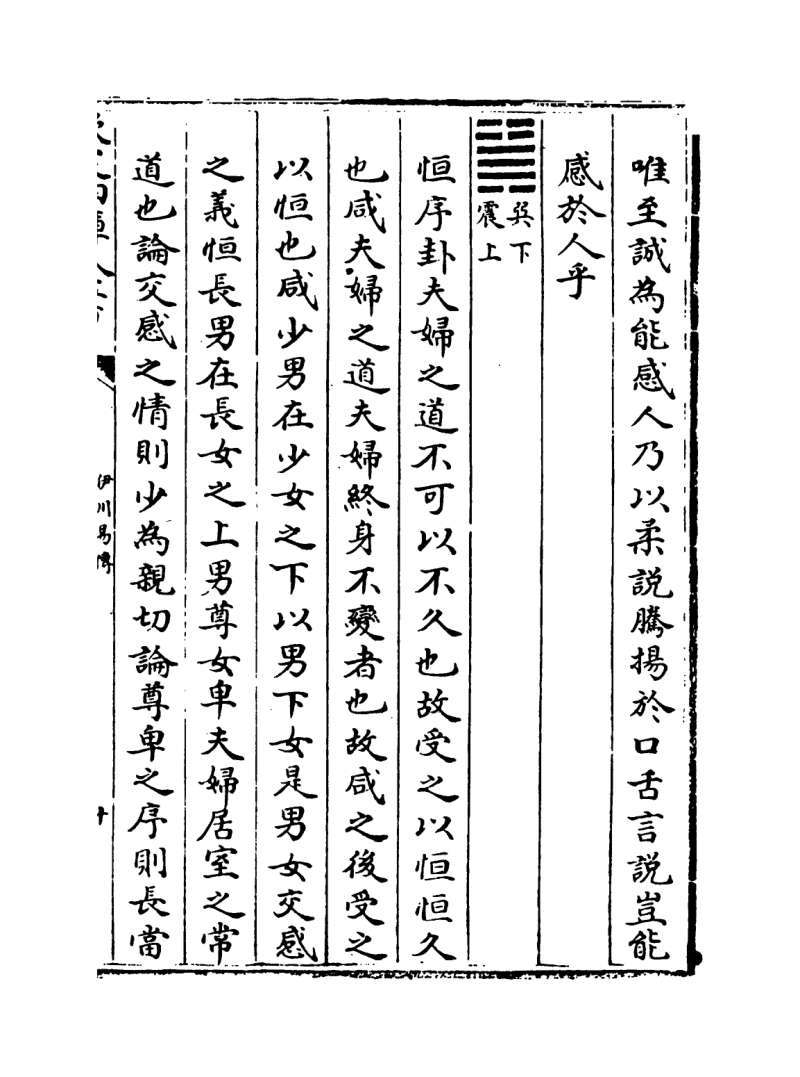 唯至誠為能感人乃以柔説騰揚於口舌言説豈能
感於人乎
巽下
震上
恒序卦夫婦之道不可以不久也故受之以恒恒久
也咸夫婦之道夫婦終身不變者也故咸之後受之
以恒也咸少男在少女之下以男下女是男女交感
之義恒長男在長女之上男尊女卑夫婦居室之常
道也論交感之情則少為親切論尊卑之序則長當
伊川易傳
十